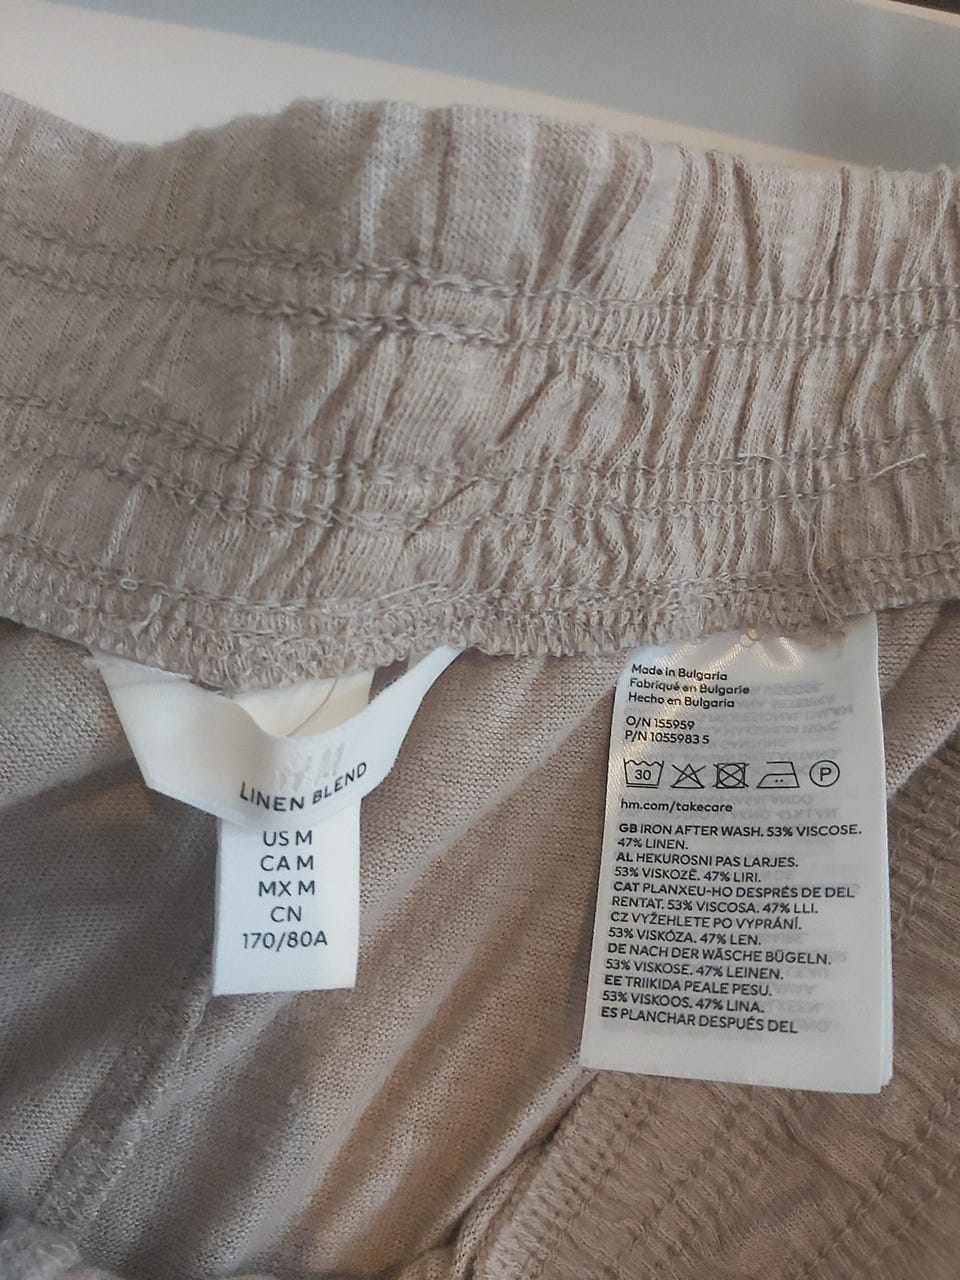 LINEN BLEND
US M
CA M
MX M
CN
170/80A
Made in Bulgaria
Fabriqué en Bulgarie
Hecho en Bulgaria
O/N 155959
P/N 1055983 5
30
P
hm.com/takecare
GB IRON AFTER WASH. 53% VISCOSE.
47% LINEN.
AL HEKUROSNI PAS LARJES.
53% VISKOZË. 47% LIRI.
CAT PLANXEU-HO DESPRÉS DE DEL
RENTAT. 53% VISCOSA. 47% LLI.
CZ VYŽEHLETE PO VYPRÁNÍ.
53% VISKÓZA. 47% LEN.
DE NACH DER WÄSCHE BÜGELN.
53% VISKOSE. 47% LEINEN.
EE TRIIKIDA PEALE PESU.
53% VISKOOS. 47% LINA.
ES PLANCHAR DESPUÉS DEL